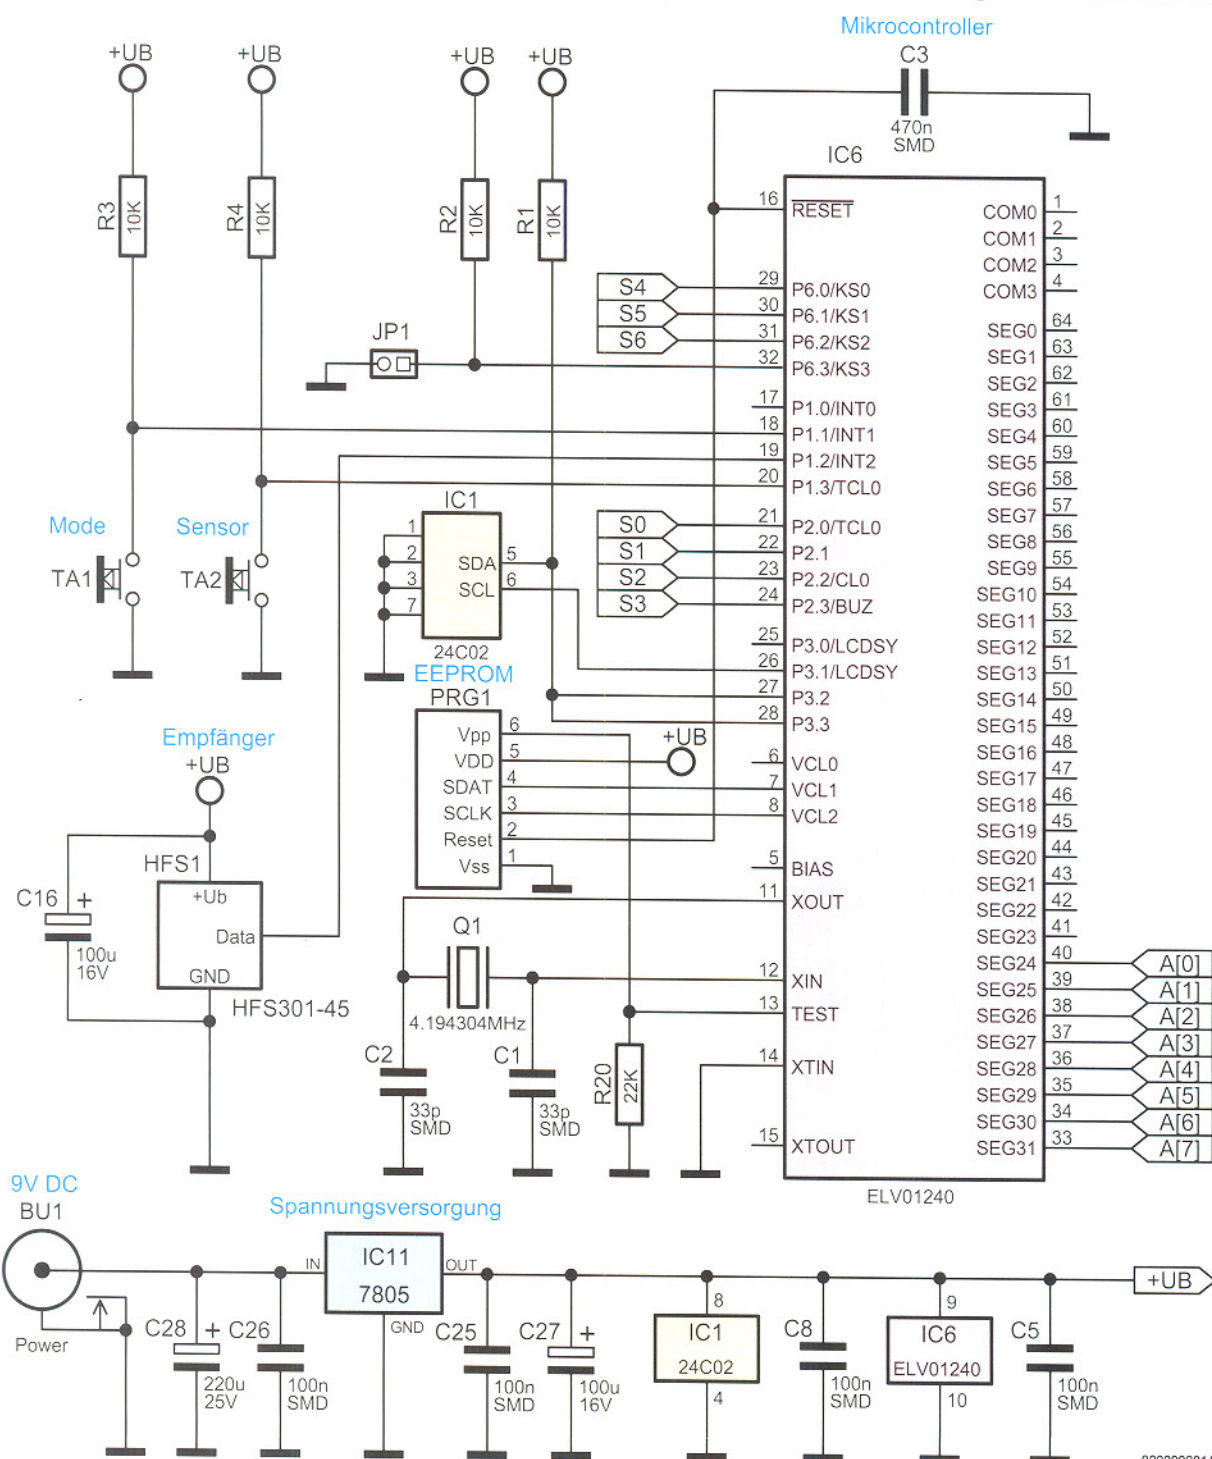 Mikrocontroller
+UB
+UB
+UB
+UB
C3
470n
SMD
IC6
R3
10K
R4
10K
R2
10K
R1
10K
16 RESET
COM0 1
COM1 2
COM2 3
COM3 4
S4 29 P6.0/KS0
S5 30 P6.1/KS1
S6 31 P6.2/KS2
JP1
32 P6.3/KS3
17 P1.0/INT0
18 P1.1/INT1
19 P1.2/INT2
20 P1.3/TCL0
S0 21 P2.0/TCL0
S1 22 P2.1
S2 23 P2.2/CL0
S3 24 P2.3/BUZ
25 P3.0/LCDSY
26 P3.1/LCDSY
27 P3.2
28 P3.3
6 VCL0
7 VCL1
8 VCL2
5 BIAS
11 XOUT
12 XIN
13 TEST
14 XTIN
15 XTOUT
SEG0 64
SEG1 63
SEG2 62
SEG3 61
SEG4 60
SEG5 59
SEG6 58
SEG7 57
SEG8 56
SEG9 55
SEG10 54
SEG11 53
SEG12 52
SEG13 51
SEG14 50
SEG15 49
SEG16 48
SEG17 47
SEG18 46
SEG19 45
SEG20 44
SEG21 43
SEG22 42
SEG23 41
SEG24 40 A[0]
SEG25 39 A[1]
SEG26 38 A[2]
SEG27 37 A[3]
SEG28 36 A[4]
SEG29 35 A[5]
SEG30 34 A[6]
SEG31 33 A[7]
ELV01240
Mode
TA1
Sensor
TA2
IC1
1
2
3
7
SDA 5
SCL 6
24C02
EEPROM
PRG1
Vpp 6
VDD 5
SDAT 4
SCLK 3
Reset 2
Vss 1
+UB
Empfänger
+UB
HFS1
+Ub
Data
GND
HFS301-45
C16 +
100u
16V
Q1
4.194304MHz
C2
33p
SMD
C1
33p
SMD
R20
22K
9V DC
BU1
Power
Spannungsversorgung
C28 +
220u
25V
C26
100n
SMD
IN
IC11
7805
OUT
GND
C25
100n
SMD
C27 +
100u
16V
8
IC1
24C02
4
C8
100n
SMD
9
IC6
ELV01240
10
C5
100n
SMD
+UB